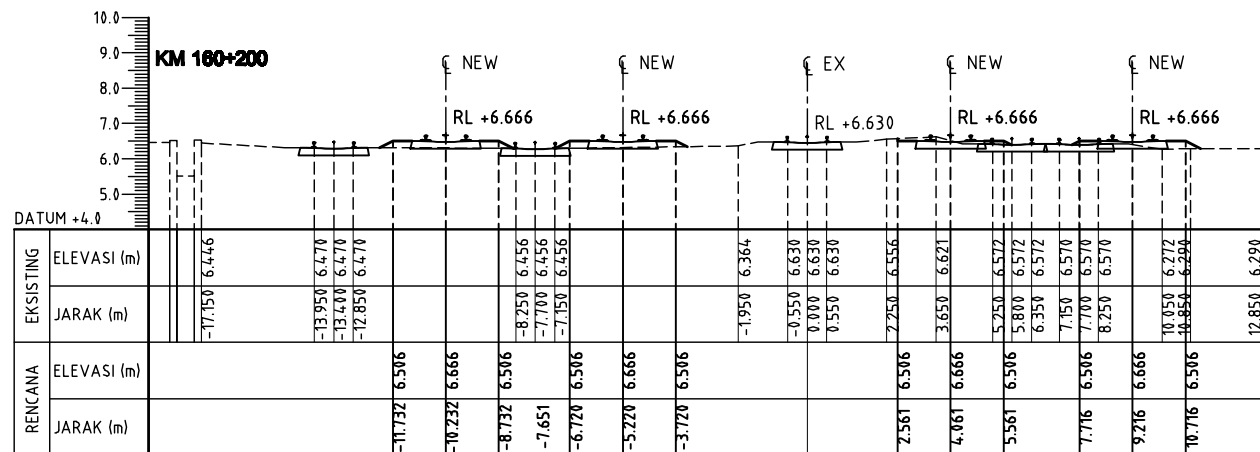 10.0
9.0
KM 160+200
℄ NEW ℄ NEW ℄ EX ℄ NEW ℄ NEW
8.0
7.0
RL +6.666 RL +6.666 RL +6.630 RL +6.666 RL +6.666
6.0
5.0
DATUM +4.0
EKSISTING
ELEVASI (m) 6.446 6.470 6.470 6.470 6.456 6.456 6.456 6.364 6.630 6.630 6.630 6.556 6.621 6.572 6.572 6.572 6.570 6.570 6.570 6.272 6.290 6.290
JARAK (m) -17.150 -13.950 -13.400 -12.850 -8.250 -7.700 -7.150 -1.950 -0.550 0.000 0.550 2.250 3.650 5.250 5.800 6.350 7.150 7.700 8.250 10.050 10.850 12.850
RENCANA
ELEVASI (m) 6.506 6.666 6.506 6.506 6.666 6.506 6.506 6.666 6.506 6.506 6.666 6.506
JARAK (m) -11.732 -10.232 -8.732 -7.651 -6.720 -5.220 -3.720 2.561 4.061 5.561 7.716 9.216 10.716